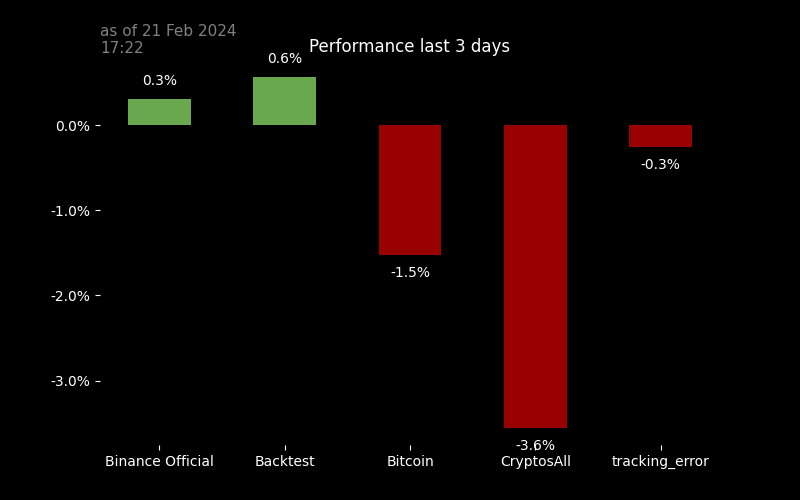 as of 21 Feb 2024
17:22
Performance last 3 days
0.3%
0.6%
0.0%
-0.3%
-1.0%
-1.5%
-2.0%
-3.0%
-3.6%
Binance Official
Backtest
Bitcoin
CryptosAll
tracking_error